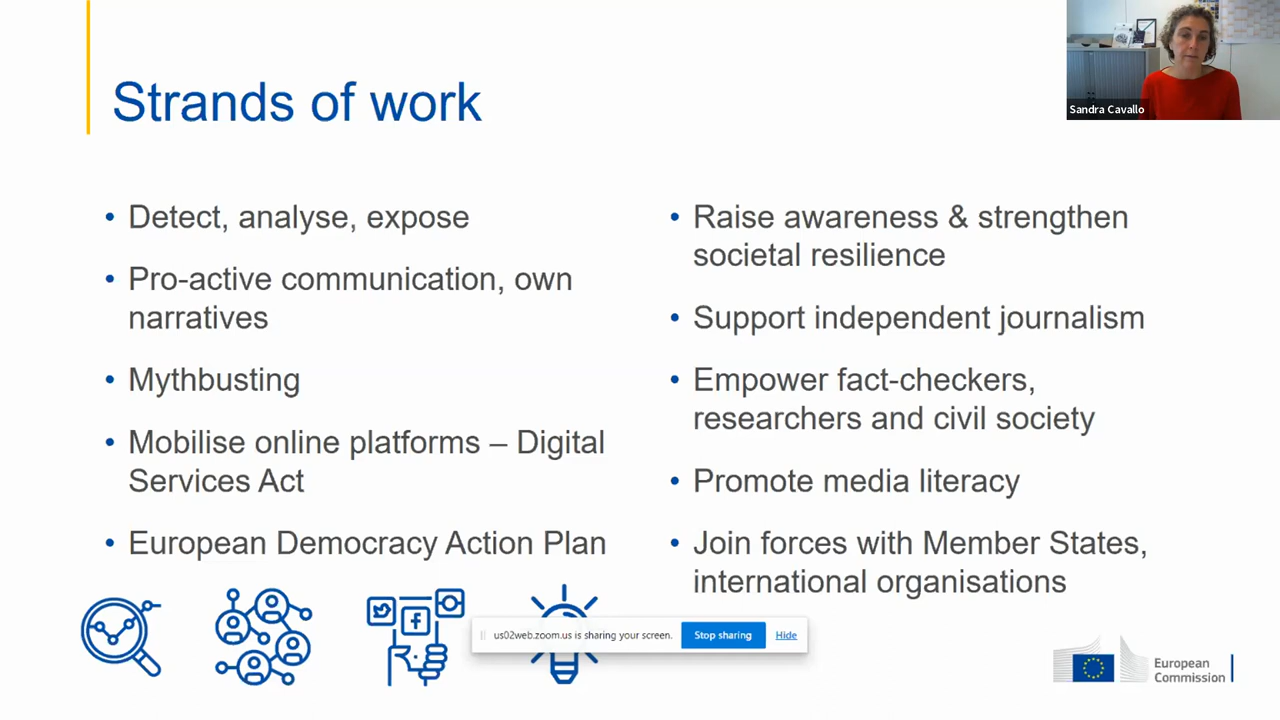 Strands of work
Sandra Cavallo
• Detect, analyse, expose
• Pro-active communication, own
narratives
• Mythbusting
• Mobilise online platforms – Digital
Services Act
• European Democracy Action Plan
• Raise awareness & strengthen
societal resilience
• Support independent journalism
• Empower fact-checkers,
researchers and civil society
• Promote media literacy
• Join forces with Member States,
international organisations
us02web.zoom.us is sharing your screen.
Stop sharing
Hide
European
Commission